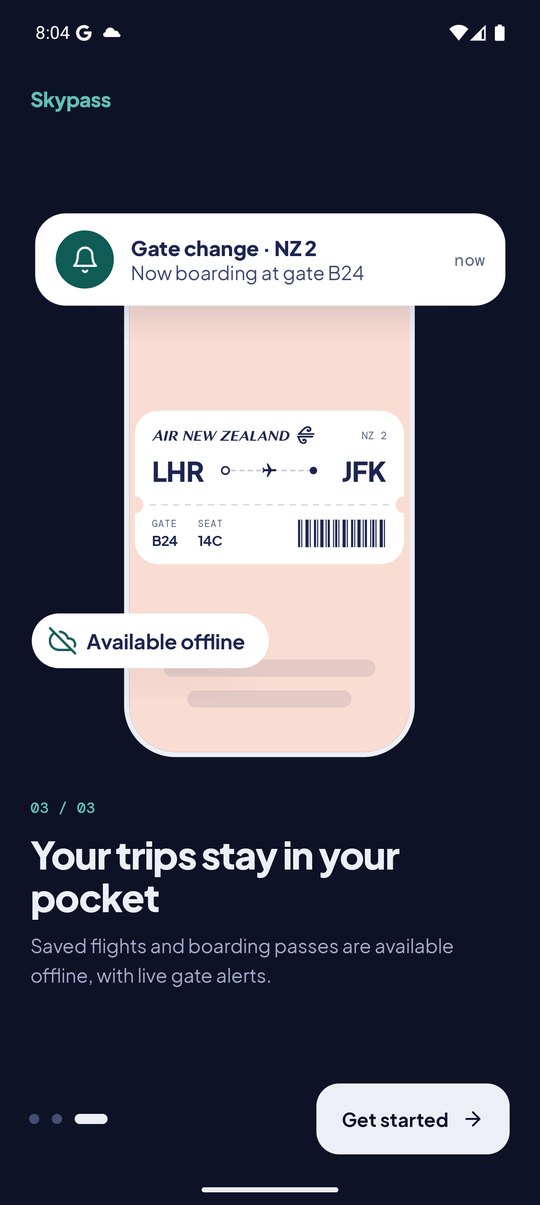 8:04
Skypass
Gate change · NZ 2
Now boarding at gate B24
now
AIR NEW ZEALAND
NZ 2
LHR
JFK
GATE
SEAT
B24
14C
Available offline
03 / 03
Your trips stay in your
pocket
Saved flights and boarding passes are available
offline, with live gate alerts.
Get started